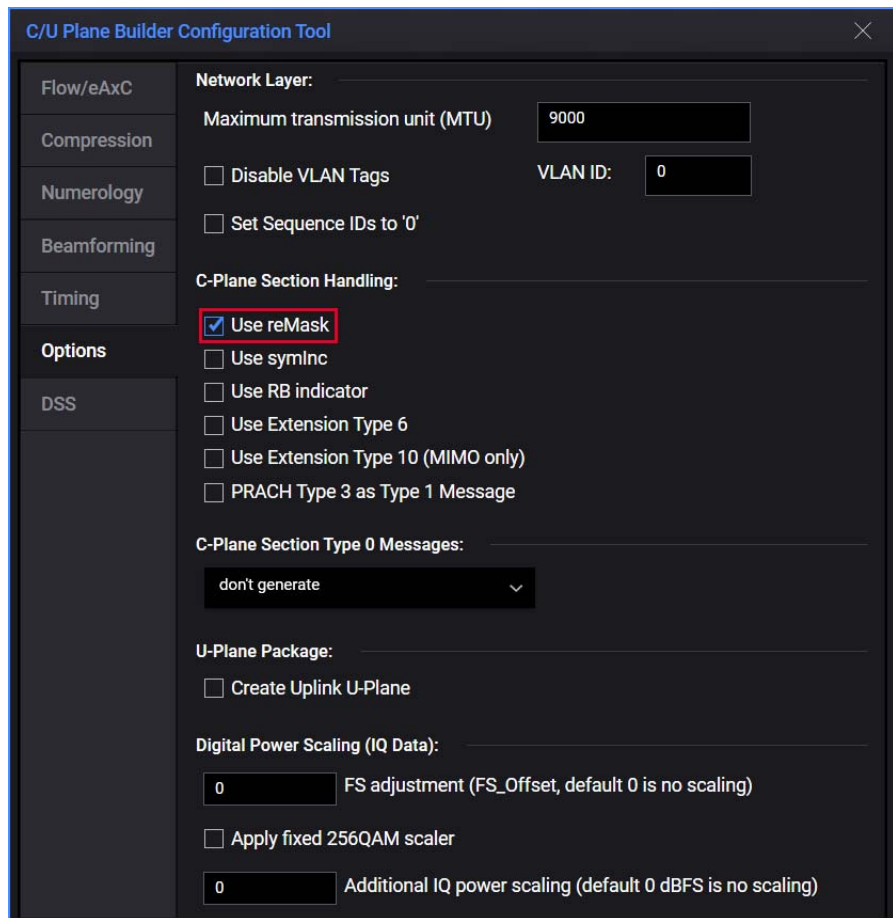 C/U Plane Builder Configuration Tool
Flow/eAxC
Compression
Numerology
Beamforming
Timing
Options
DSS
Network Layer:
Maximum transmission unit (MTU) 9000
Disable VLAN Tags VLAN ID: 0
Set Sequence IDs to '0'
C-Plane Section Handling:
Use reMask
Use symInc
Use RB indicator
Use Extension Type 6
Use Extension Type 10 (MIMO only)
PRACH Type 3 as Type 1 Message
C-Plane Section Type 0 Messages:
don't generate
U-Plane Package:
Create Uplink U-Plane
Digital Power Scaling (IQ Data):
0 FS adjustment (FS_Offset, default 0 is no scaling)
Apply fixed 256QAM scaler
0 Additional IQ power scaling (default 0 dBFS is no scaling)